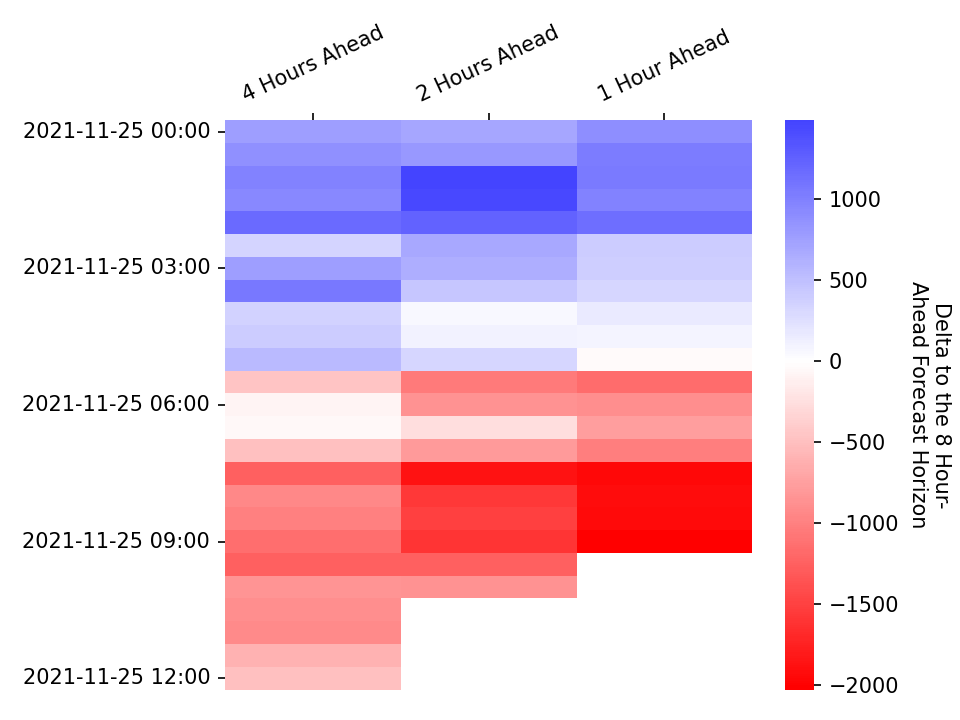 4 Hours Ahead
2 Hours Ahead
1 Hour Ahead
2021-11-25 00:00
2021-11-25 03:00
2021-11-25 06:00
2021-11-25 09:00
2021-11-25 12:00
1000
500
0
−500
−1000
−1500
−2000
Delta to the 8 Hour-
Ahead Forecast Horizon